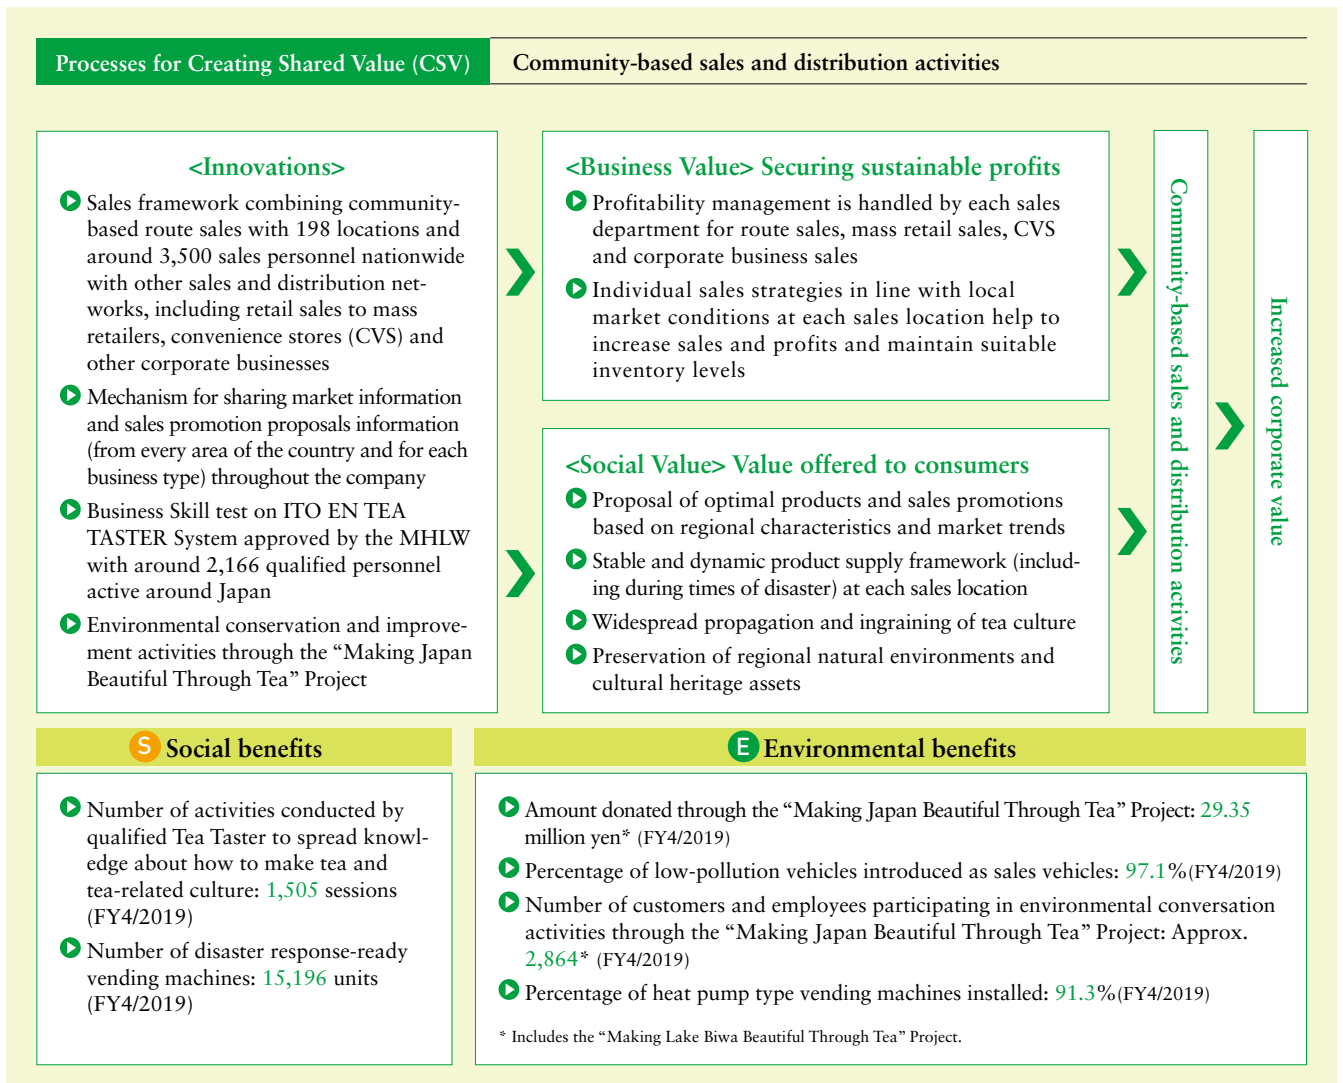 Processes for Creating Shared Value (CSV)
Community-based sales and distribution activities
<Innovations>
Sales framework combining community-
based route sales with 198 locations and
around 3,500 sales personnel nationwide
with other sales and distribution net-
works, including retail sales to mass
retailers, convenience stores (CVS) and
other corporate businesses
Mechanism for sharing market information
and sales promotion proposals information
(from every area of the country and for each
business type) throughout the company
Business Skill test on ITO EN TEA
TASTER System approved by the MHLW
with around 2,166 qualified personnel
active around Japan
Environmental conservation and improve-
ment activities through the “Making Japan
Beautiful Through Tea” Project
<Business Value> Securing sustainable profits
Profitability management is handled by each sales
department for route sales, mass retail sales, CVS
and corporate business sales
Individual sales strategies in line with local
market conditions at each sales location help to
increase sales and profits and maintain suitable
inventory levels
<Social Value> Value offered to consumers
Proposal of optimal products and sales promotions
based on regional characteristics and market trends
Stable and dynamic product supply framework (includ-
ing during times of disaster) at each sales location
Widespread propagation and ingraining of tea culture
Preservation of regional natural environments and
cultural heritage assets
Community-based sales and distribution activities
Increased corporate value
S Social benefits
Number of activities conducted by
qualified Tea Taster to spread knowl-
edge about how to make tea and
tea-related culture: 1,505 sessions
(FY4/2019)
Number of disaster response-ready
vending machines: 15,196 units
(FY4/2019)
E Environmental benefits
Amount donated through the “Making Japan Beautiful Through Tea” Project: 29.35
million yen* (FY4/2019)
Percentage of low-pollution vehicles introduced as sales vehicles: 97.1%(FY4/2019)
Number of customers and employees participating in environmental conversation
activities through the “Making Japan Beautiful Through Tea” Project: Approx.
2,864* (FY4/2019)
Percentage of heat pump type vending machines installed: 91.3%(FY4/2019)
* Includes the “Making Lake Biwa Beautiful Through Tea” Project.